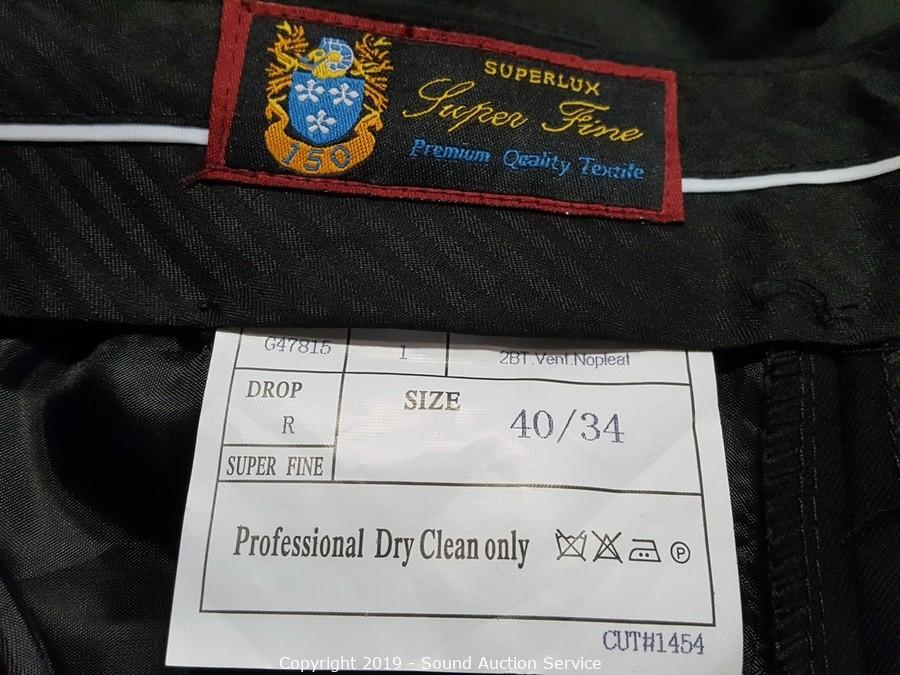 SUPERLUX
Super Fine
Premium Quality Textile
150
G47815 1 2BT.Vent.Nopleat
DROP
R
SIZE
40/34
SUPER FINE
Professional Dry Clean only P
CUT#1454
Copyright 2019 - Sound Auction Service